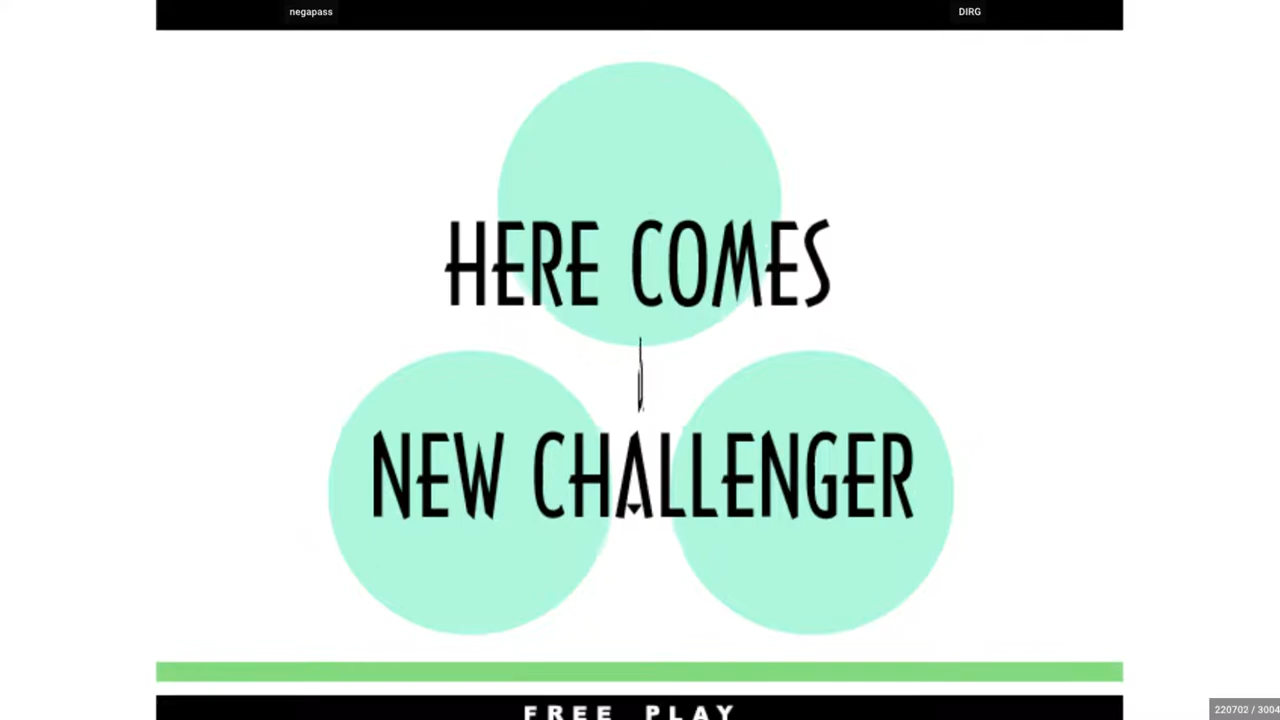 negapass DIRG
HERE COMES
A
NEW CHALLENGER
FREE PLAY
220702 / 3004